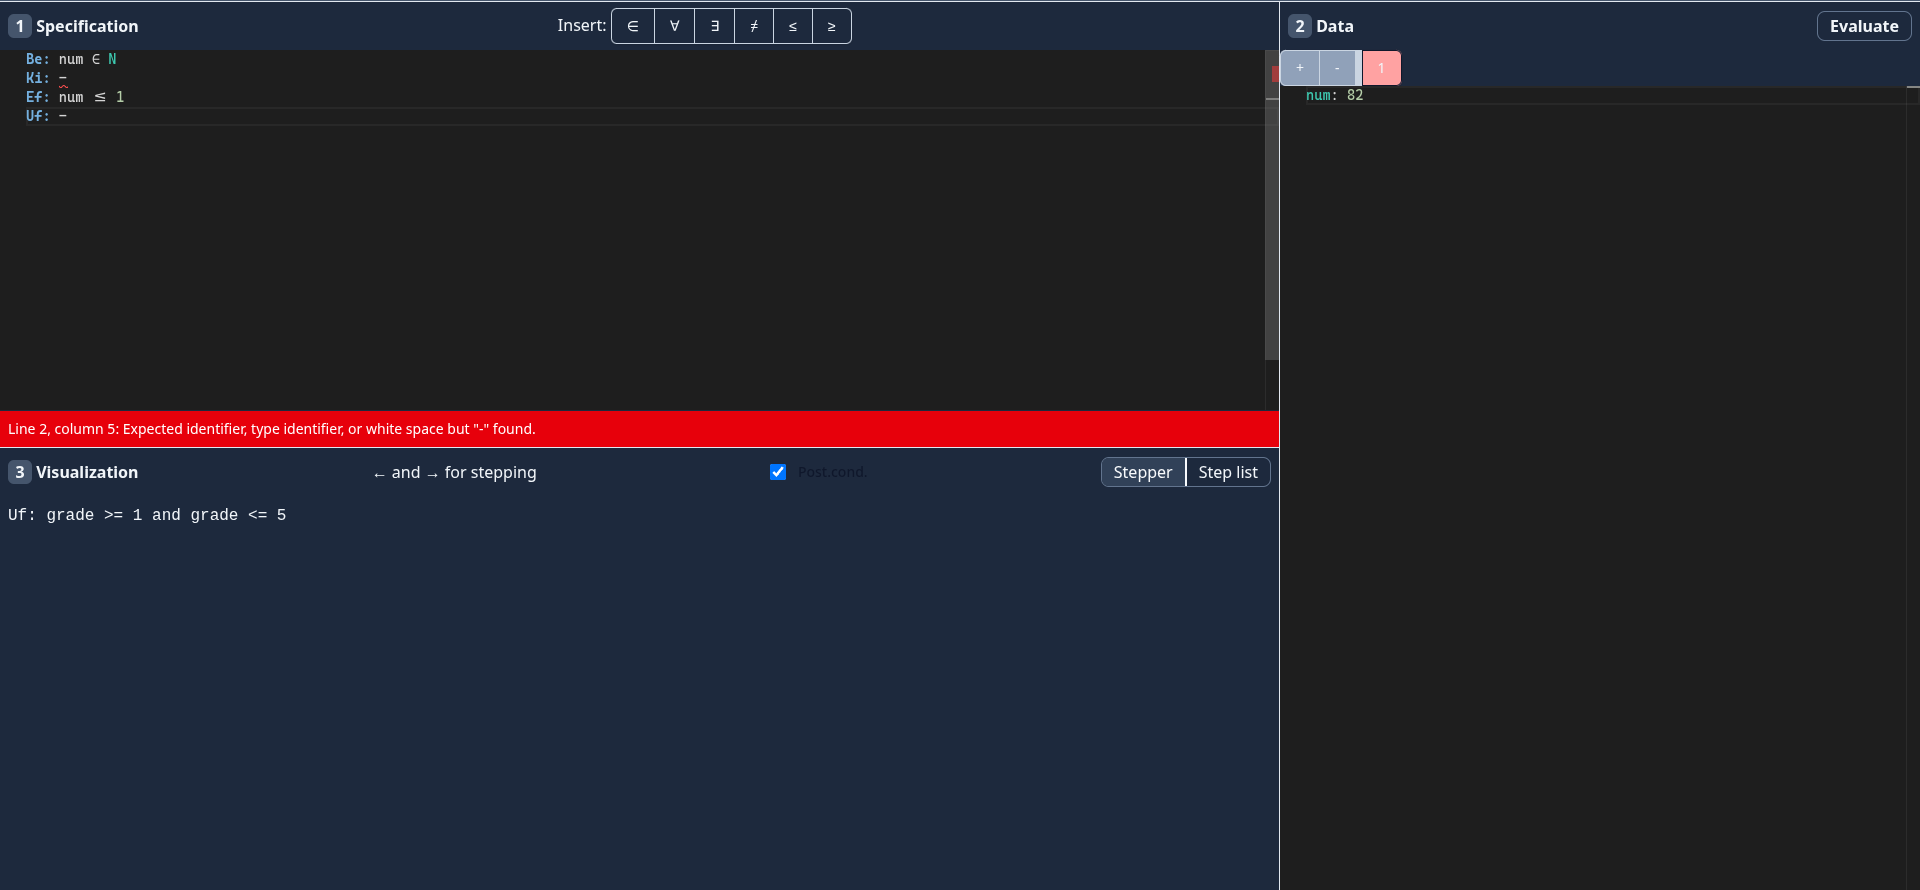 1 Specification
Insert: ∈ ∀ ∃ ≠ ≤ ≥
Be: num ∈ N
Ki: -
Ef: num ≤ 1
Uf: -
Line 2, column 5: Expected identifier, type identifier, or white space but "-" found.
3 Visualization
← and → for stepping
Post.cond.
Stepper Step list
Uf: grade >= 1 and grade <= 5
2 Data
Evaluate
+ - 1
num: 82